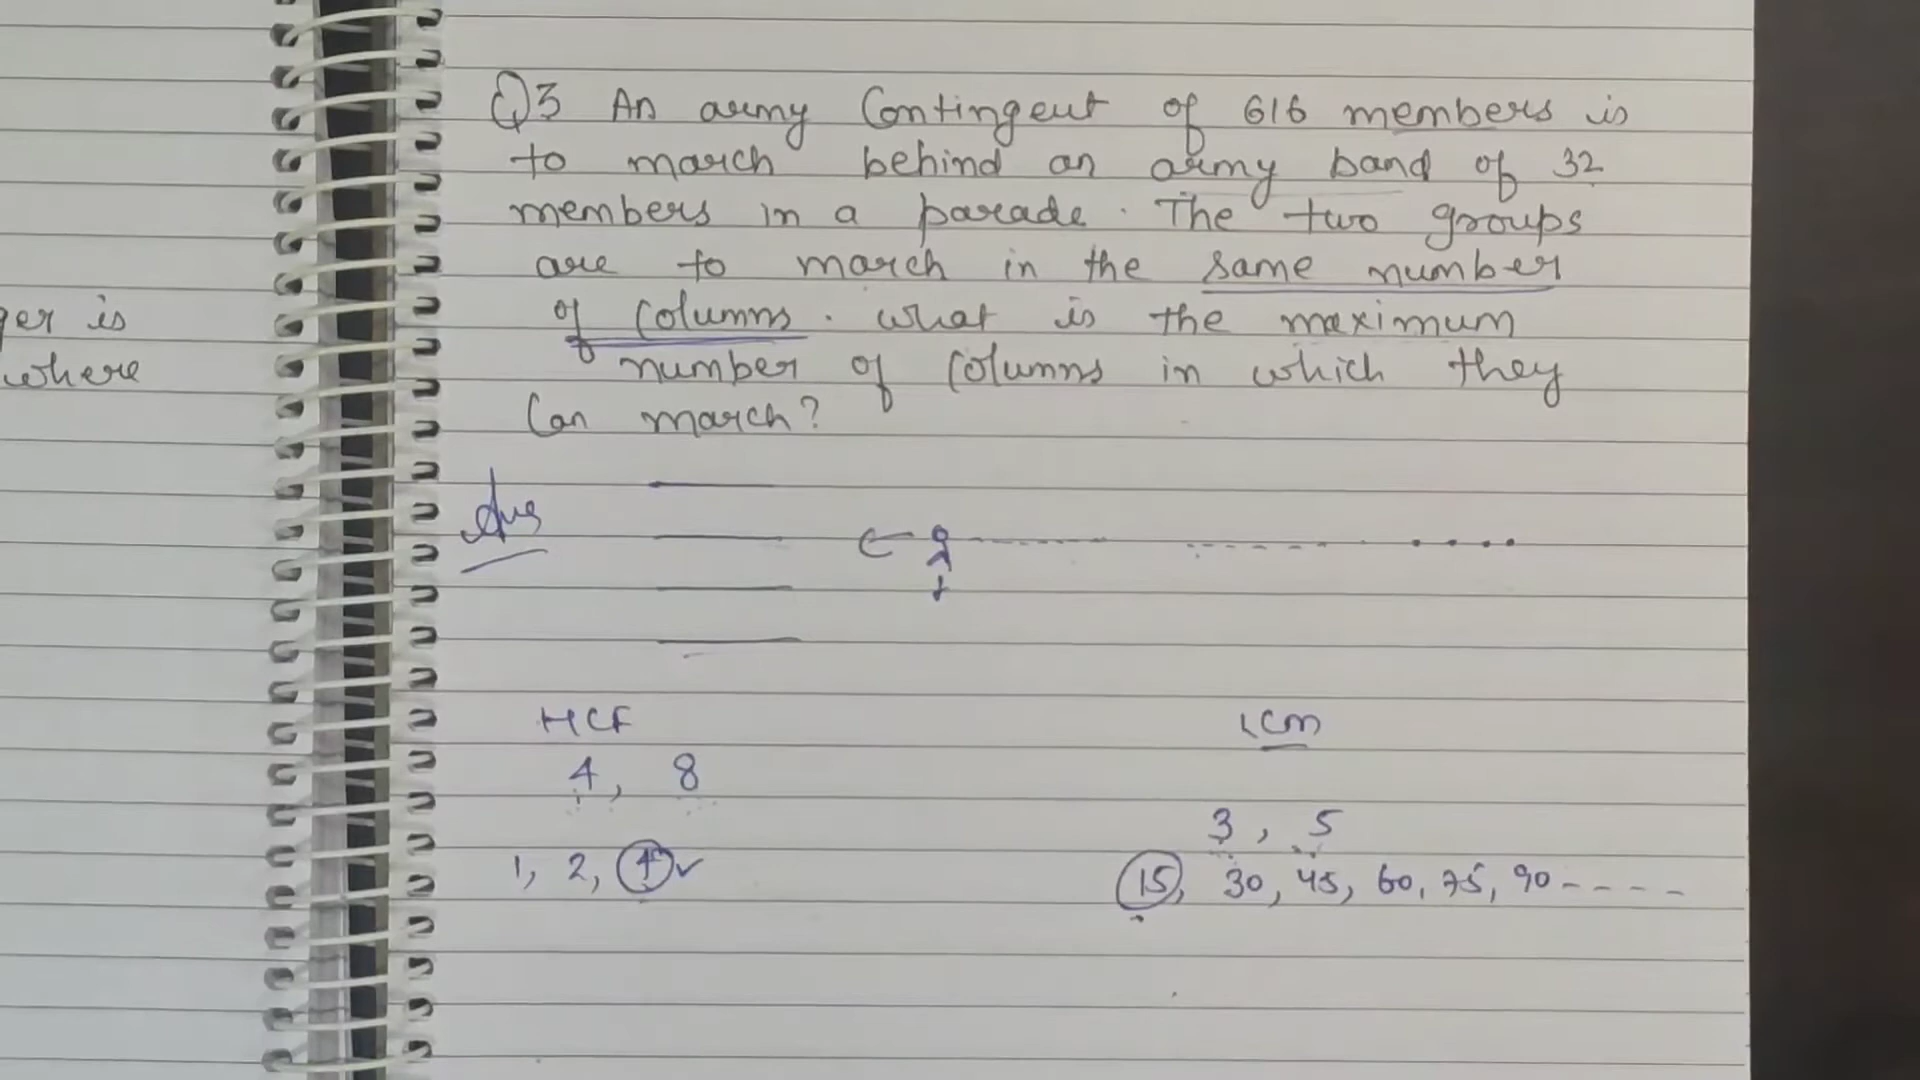 ger is
where
Q3 An army Contingent of 616 members is
to march behind an army band of 32
members in a parade. The two groups
are to march in the same number
of columns. what is the maximum
number of columns in which they
Can march?
Ans
HCF
4, 8
1, 2, 4
LCM
3, 5
15, 30, 45, 60, 75, 90 - - - -